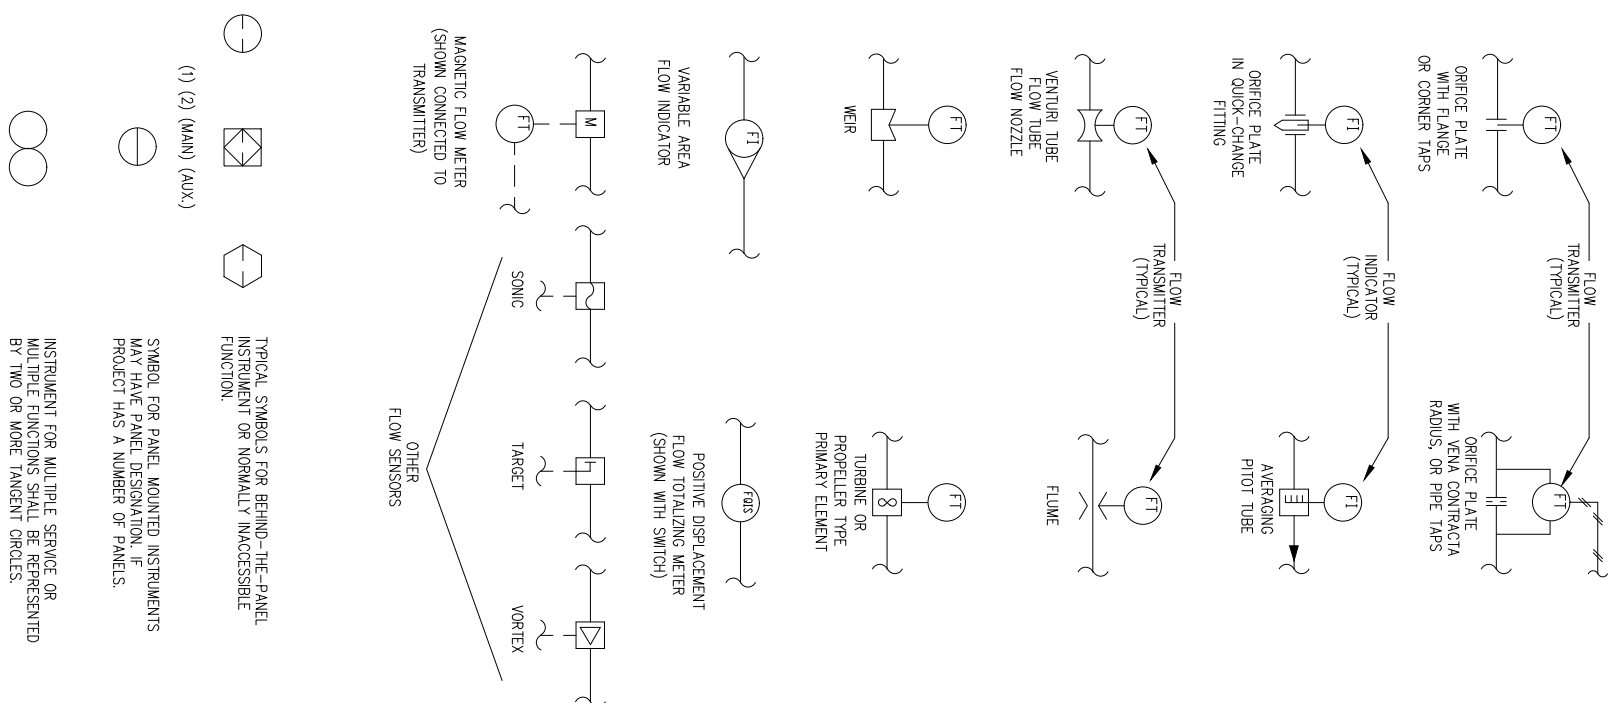 FT
ORIFICE PLATE
WITH FLANGE
OR CORNER TAPS
FLOW
TRANSMITTER
(TYPICAL)
FT
ORIFICE PLATE
WITH VENA CONTRACTA
RADIUS, OR PIPE TAPS
FI
ORIFICE PLATE
IN QUICK-CHANGE
FITTING
FLOW
INDICATOR
(TYPICAL)
FI
AVERAGING
PITOT TUBE
FT
VENTURI TUBE
FLOW TUBE
FLOW NOZZLE
FLOW
TRANSMITTER
(TYPICAL)
FT
FLUME
FT
WEIR
FT
TURBINE OR
PROPELLER TYPE
PRIMARY ELEMENT
FI
VARIABLE AREA
FLOW INDICATOR
FQIS
POSITIVE DISPLACEMENT
FLOW TOTALIZING METER
(SHOWN WITH SWITCH)
M
FT
MAGNETIC FLOW METER
(SHOWN CONNECTED TO
TRANSMITTER)
SONIC
TARGET
VORTEX
OTHER
FLOW SENSORS
TYPICAL SYMBOLS FOR BEHIND-THE-PANEL
INSTRUMENT OR NORMALLY INACCESSIBLE
FUNCTION.
(1) (2) (MAIN) (AUX.)
SYMBOL FOR PANEL MOUNTED INSTRUMENTS
MAY HAVE PANEL DESIGNATION. IF
PROJECT HAS A NUMBER OF PANELS.
INSTRUMENT FOR MULTIPLE SERVICE OR
MULTIPLE FUNCTIONS SHALL BE REPRESENTED
BY TWO OR MORE TANGENT CIRCLES.